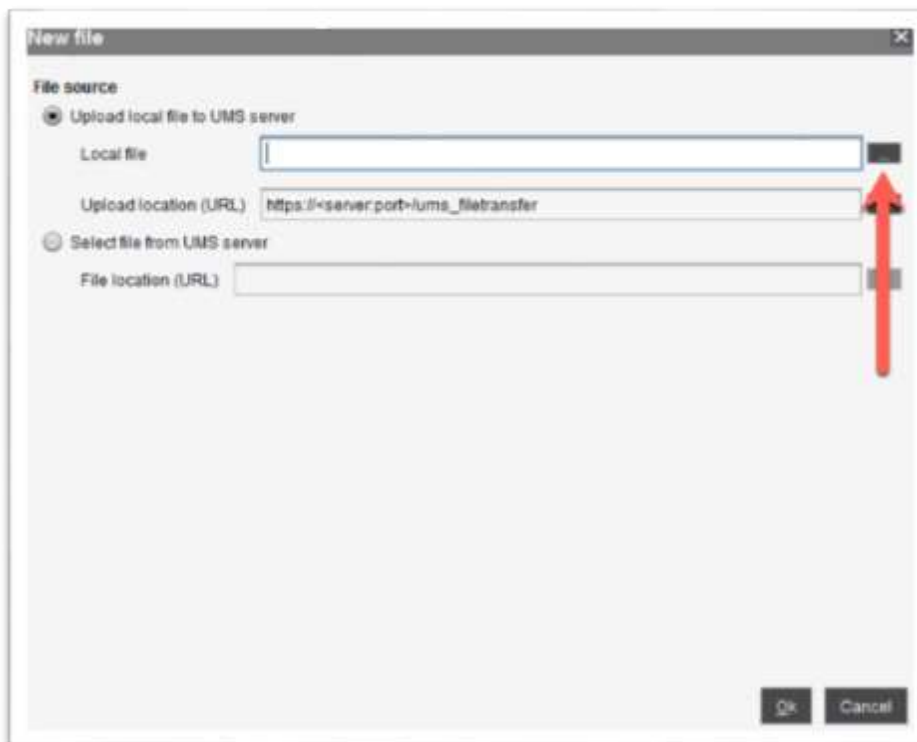 New file
File source
Upload local file to UMS server
Local file
...
Upload location (URL) https://<server:port>/ums_filetransfer
Select file from UMS server
File location (URL)
Ok Cancel